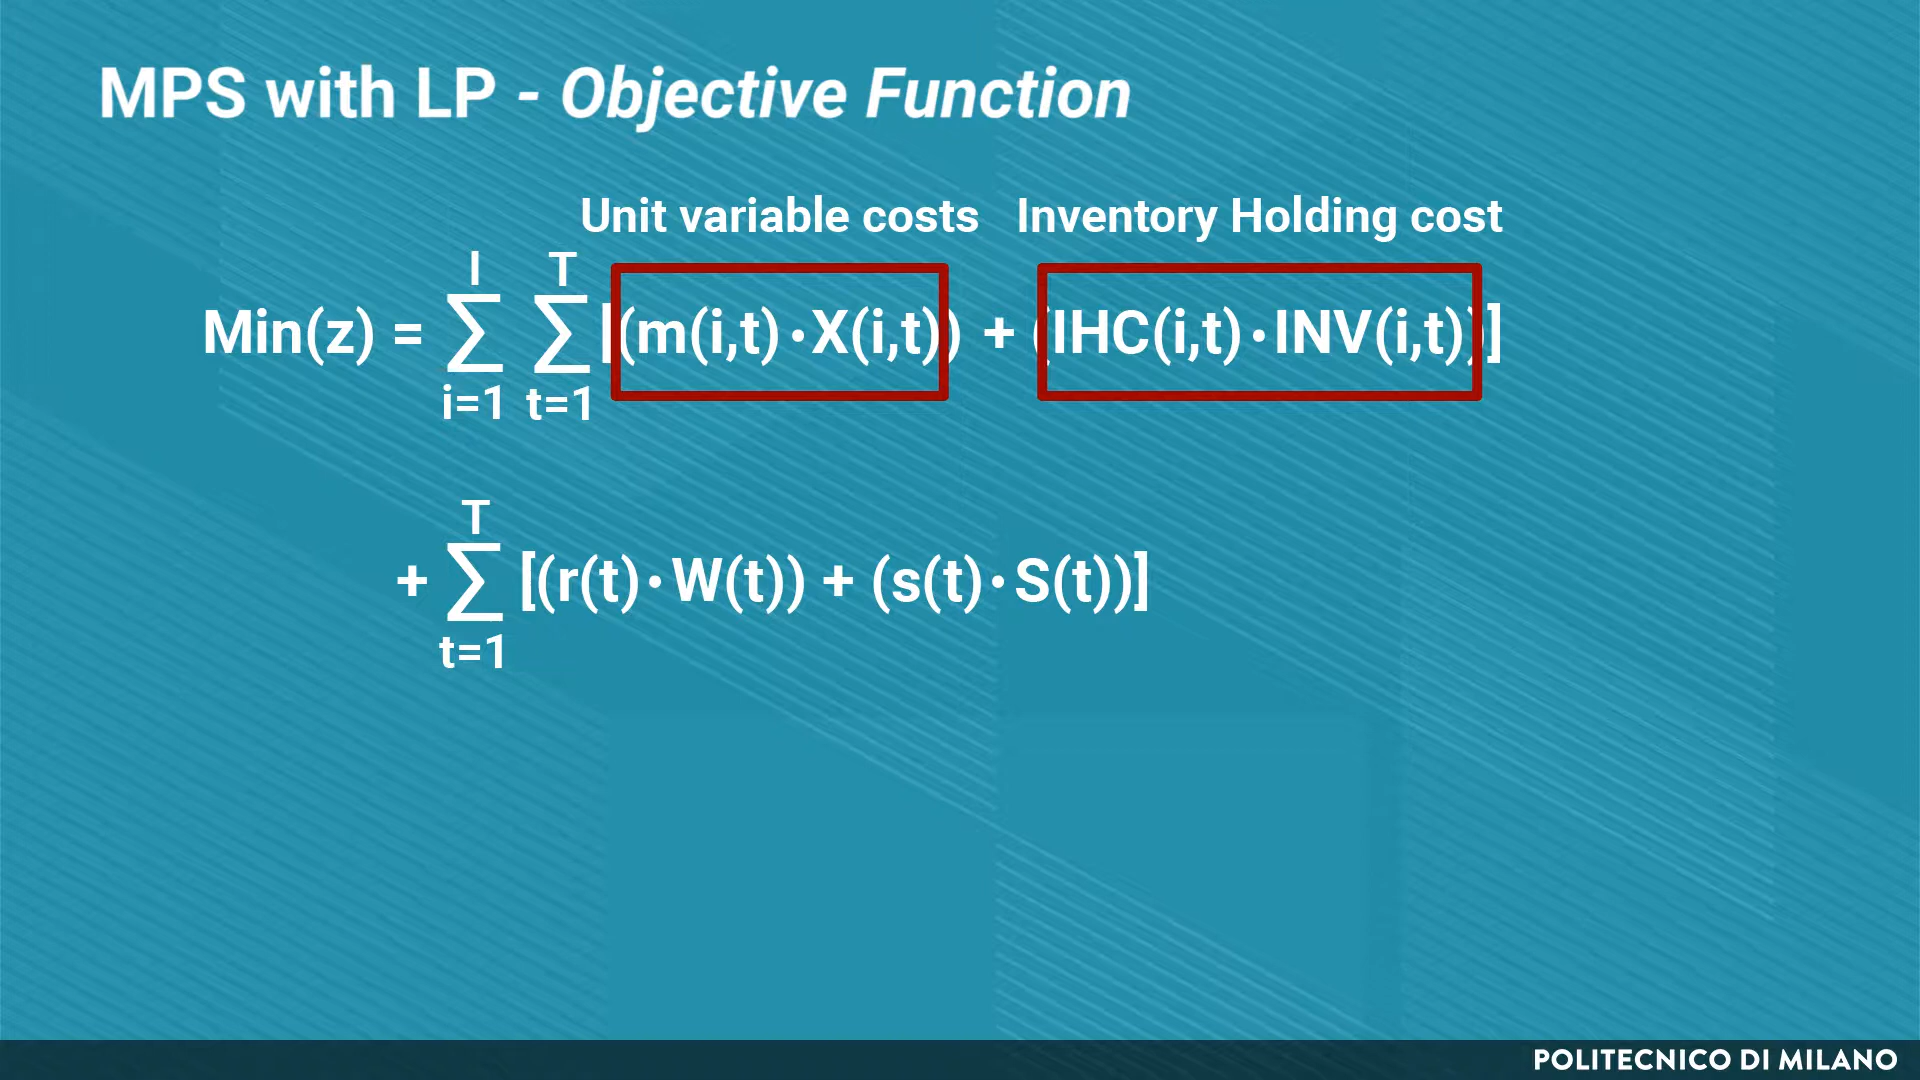 MPS with LP - Objective Function
Unit variable costs Inventory Holding cost
I T
Min(z) = ∑ ∑ [(m(i,t)·X(i,t)) + (IHC(i,t)·INV(i,t))]
i=1 t=1
T
+ ∑ [(r(t)·W(t)) + (s(t)·S(t))]
t=1
POLITECNICO DI MILANO